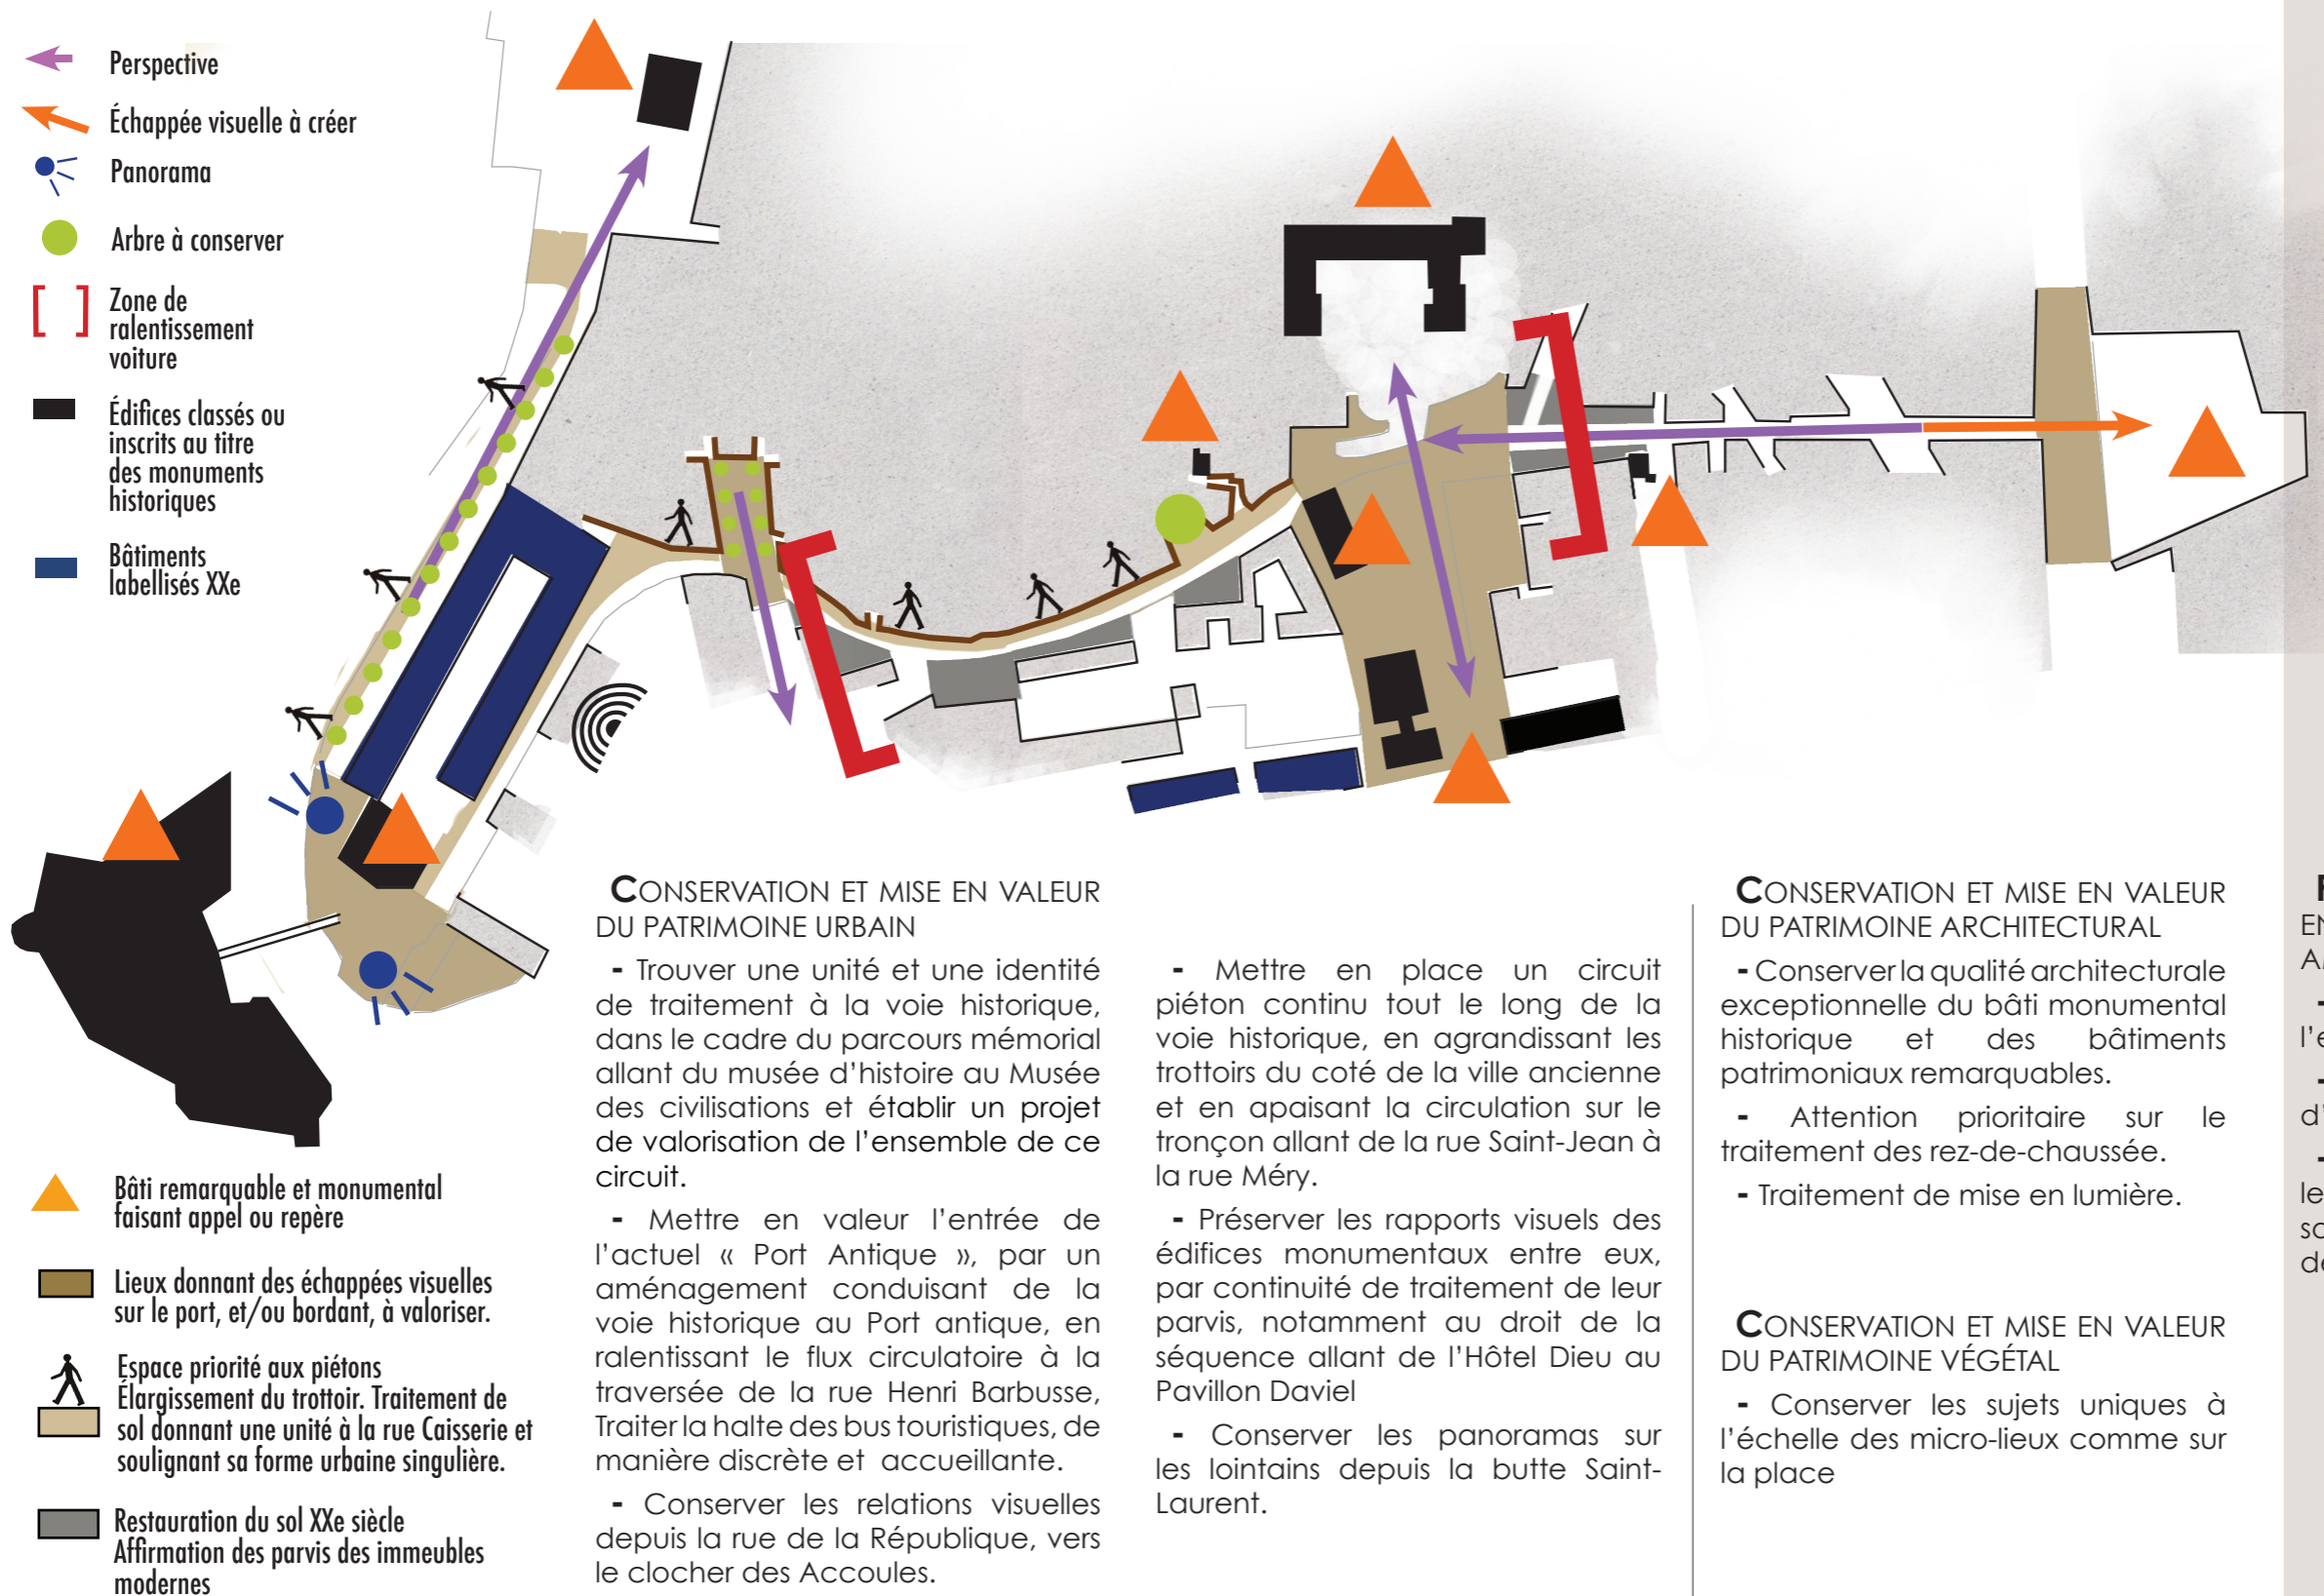 Perspective
Échappée visuelle à créer
Panorama
Arbre à conserver
Zone de
ralentissement
voiture
Édifices classés ou
inscrits au titre
des monuments
historiques
Bâtiments
labellisés XXe
Bâti remarquable et monumental
faisant appel ou repère
Lieux donnant des échappées visuelles
sur le port, et/ou bordant, à valoriser.
Espace priorité aux piétons
Élargissement du trottoir. Traitement de
sol donnant une unité à la rue Caisserie et
soulignant sa forme urbaine singulière.
Restauration du sol XXe siècle
Affirmation des parvis des immeubles
modernes
CONSERVATION ET MISE EN VALEUR
DU PATRIMOINE URBAIN
- Trouver une unité et une identité
de traitement à la voie historique,
dans le cadre du parcours mémorial
allant du musée d'histoire au Musée
des civilisations et établir un projet
de valorisation de l'ensemble de ce
circuit.
- Mettre en valeur l'entrée de
l'actuel « Port Antique », par un
aménagement conduisant de la
voie historique au Port antique, en
ralentissant le flux circulatoire à la
traversée de la rue Henri Barbusse,
Traiter la halte des bus touristiques, de
manière discrète et accueillante.
- Conserver les relations visuelles
depuis la rue de la République, vers
le clocher des Accoules.
- Mettre en place un circuit
piéton continu tout le long de la
voie historique, en agrandissant les
trottoirs du coté de la ville ancienne
et en apaisant la circulation sur le
tronçon allant de la rue Saint-Jean à
la rue Méry.
- Préserver les rapports visuels des
édifices monumentaux entre eux,
par continuité de traitement de leur
parvis, notamment au droit de la
séquence allant de l'Hôtel Dieu au
Pavillon Daviel
- Conserver les panoramas sur
les lointains depuis la butte Saint-
Laurent.
CONSERVATION ET MISE EN VALEUR
DU PATRIMOINE ARCHITECTURAL
- Conserver la qualité architecturale
exceptionnelle du bâti monumental
historique et des bâtiments
patrimoniaux remarquables.
- Attention prioritaire sur le
traitement des rez-de-chaussée.
- Traitement de mise en lumière.
CONSERVATION ET MISE EN VALEUR
DU PATRIMOINE VÉGÉTAL
- Conserver les sujets uniques à
l'échelle des micro-lieux comme sur
la place